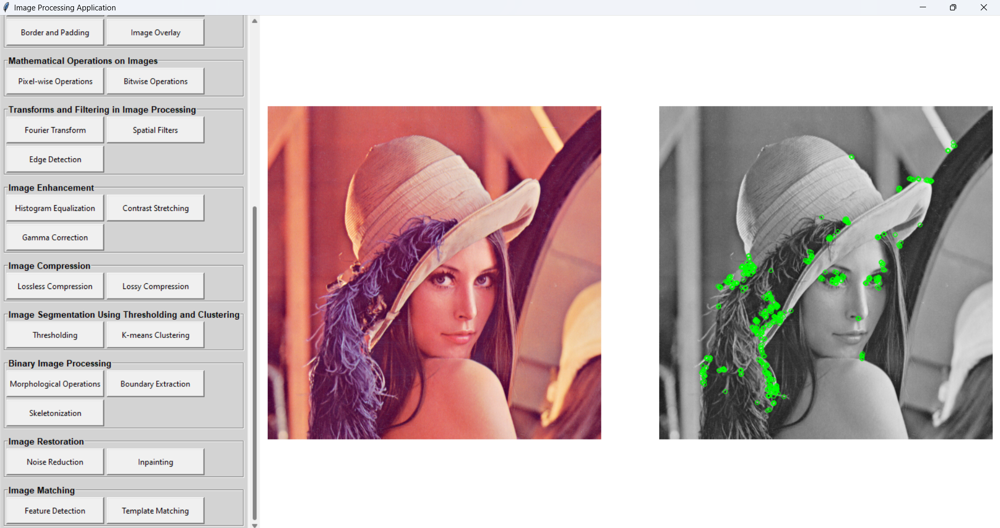 Image Processing Application
Border and Padding
Image Overlay
Mathematical Operations on Images
Pixel-wise Operations
Bitwise Operations
Transforms and Filtering in Image Processing
Fourier Transform
Spatial Filters
Edge Detection
Image Enhancement
Histogram Equalization
Contrast Stretching
Gamma Correction
Image Compression
Lossless Compression
Lossy Compression
Image Segmentation Using Thresholding and Clustering
Thresholding
K-means Clustering
Binary Image Processing
Morphological Operations
Boundary Extraction
Skeletonization
Image Restoration
Noise Reduction
Inpainting
Image Matching
Feature Detection
Template Matching